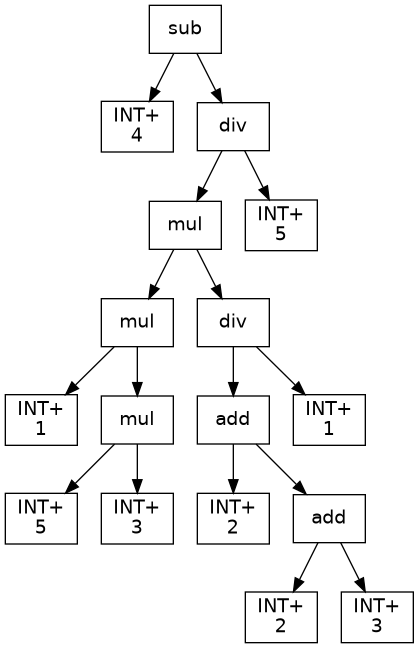 sub
INT+
4
div
mul
INT+
5
mul
div
INT+
1
mul
add
INT+
1
INT+
5
INT+
3
INT+
2
add
INT+
2
INT+
3